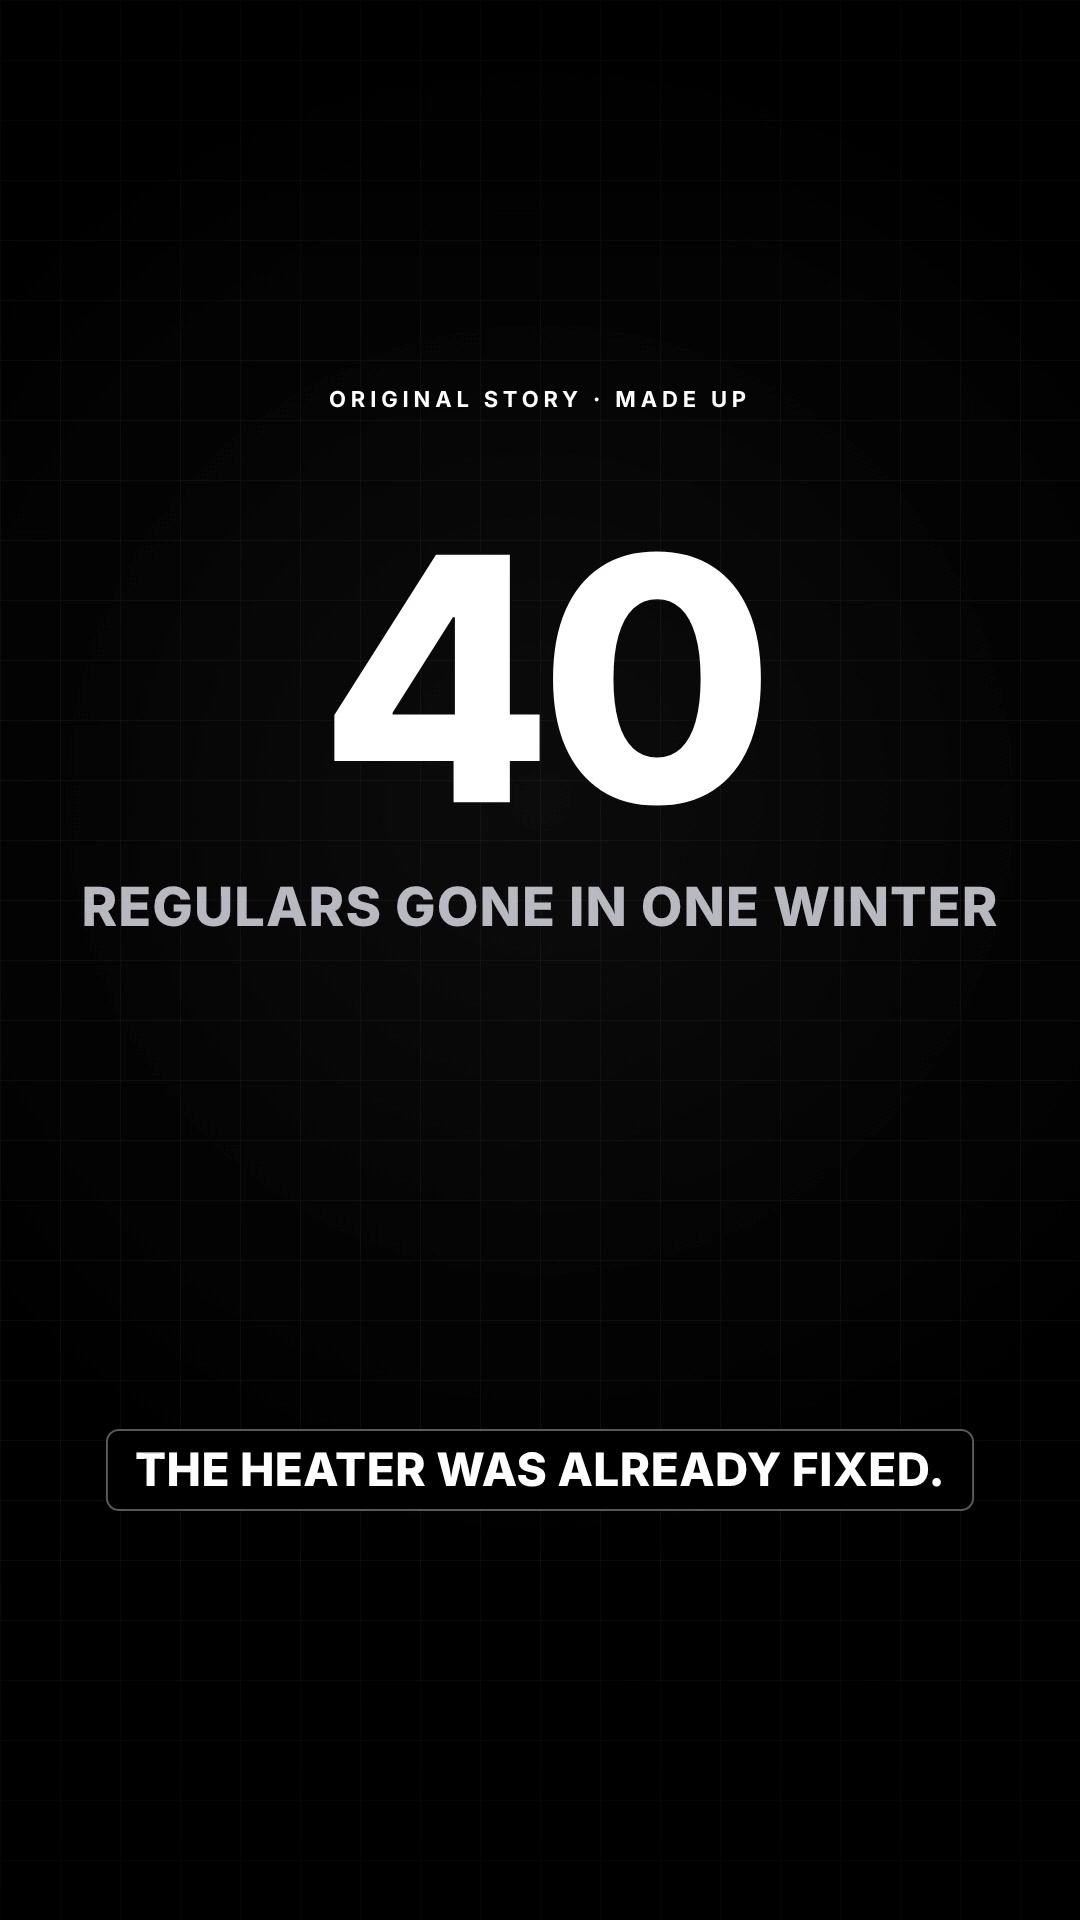 ORIGINAL STORY · MADE UP
40
REGULARS GONE IN ONE WINTER
THE HEATER WAS ALREADY FIXED.